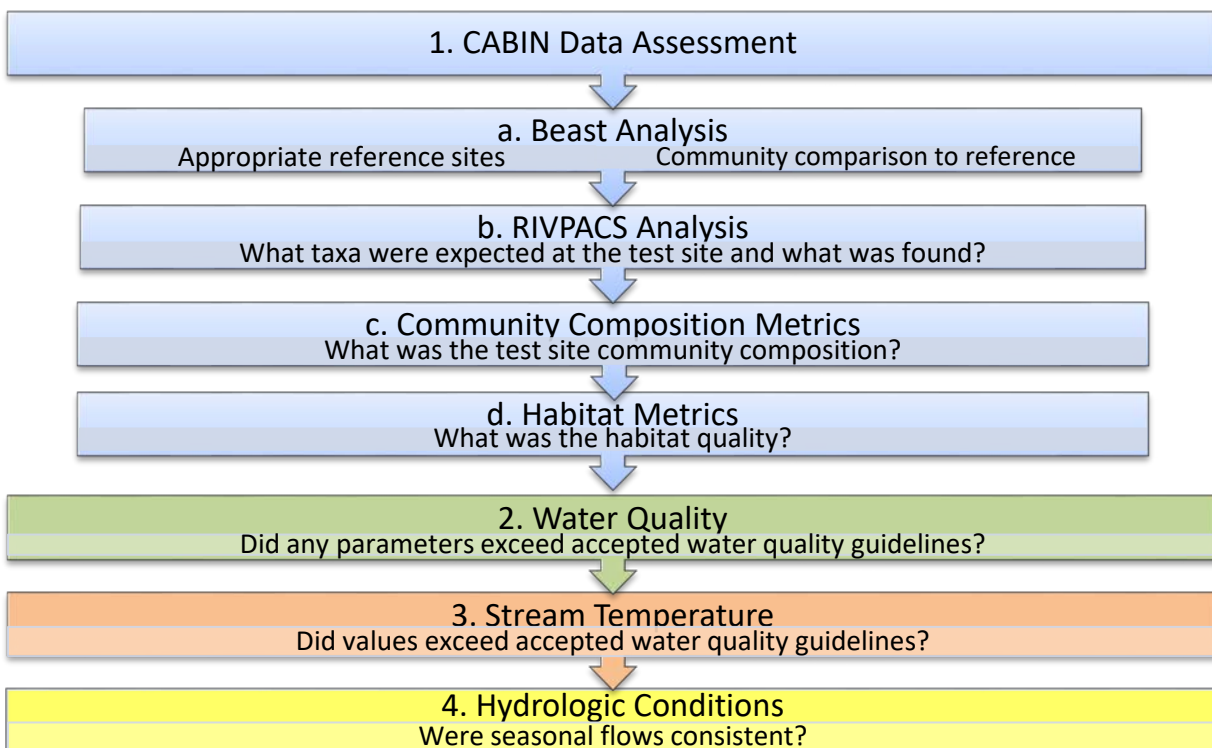 1. CABIN Data Assessment
a. Beast Analysis
Appropriate reference sites Community comparison to reference
b. RIVPACS Analysis
What taxa were expected at the test site and what was found?
c. Community Composition Metrics
What was the test site community composition?
d. Habitat Metrics
What was the habitat quality?
2. Water Quality
Did any parameters exceed accepted water quality guidelines?
3. Stream Temperature
Did values exceed accepted water quality guidelines?
4. Hydrologic Conditions
Were seasonal flows consistent?